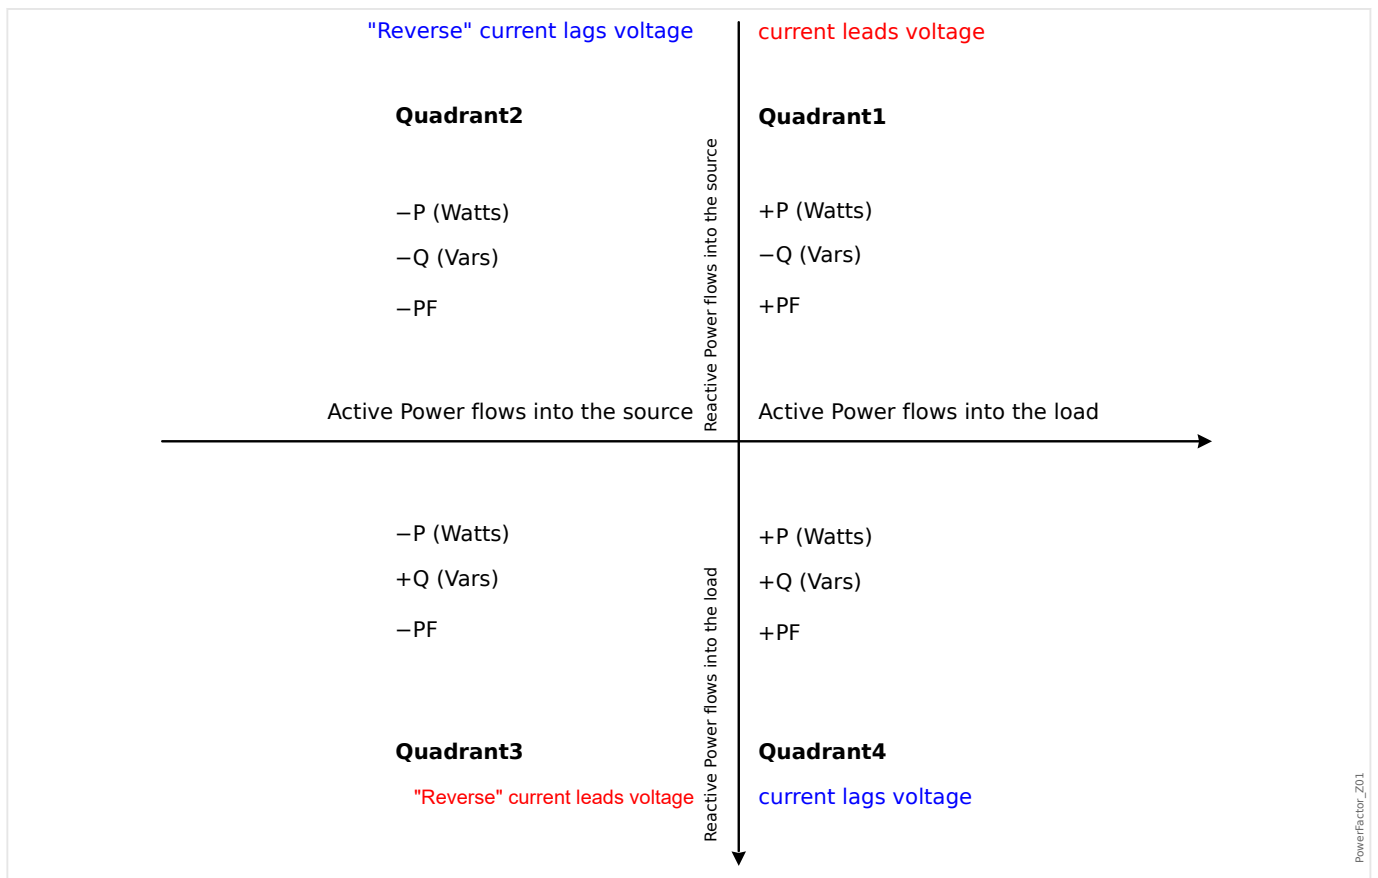 "Reverse" current lags voltage
current leads voltage
Quadrant2
Quadrant1
−P (Watts)
−Q (Vars)
−PF
Reactive Power flows into the source
+P (Watts)
−Q (Vars)
+PF
Active Power flows into the source
Active Power flows into the load
−P (Watts)
+Q (Vars)
−PF
Reactive Power flows into the load
+P (Watts)
+Q (Vars)
+PF
Quadrant3
Quadrant4
"Reverse" current leads voltage
current lags voltage
PowerFactor_Z01